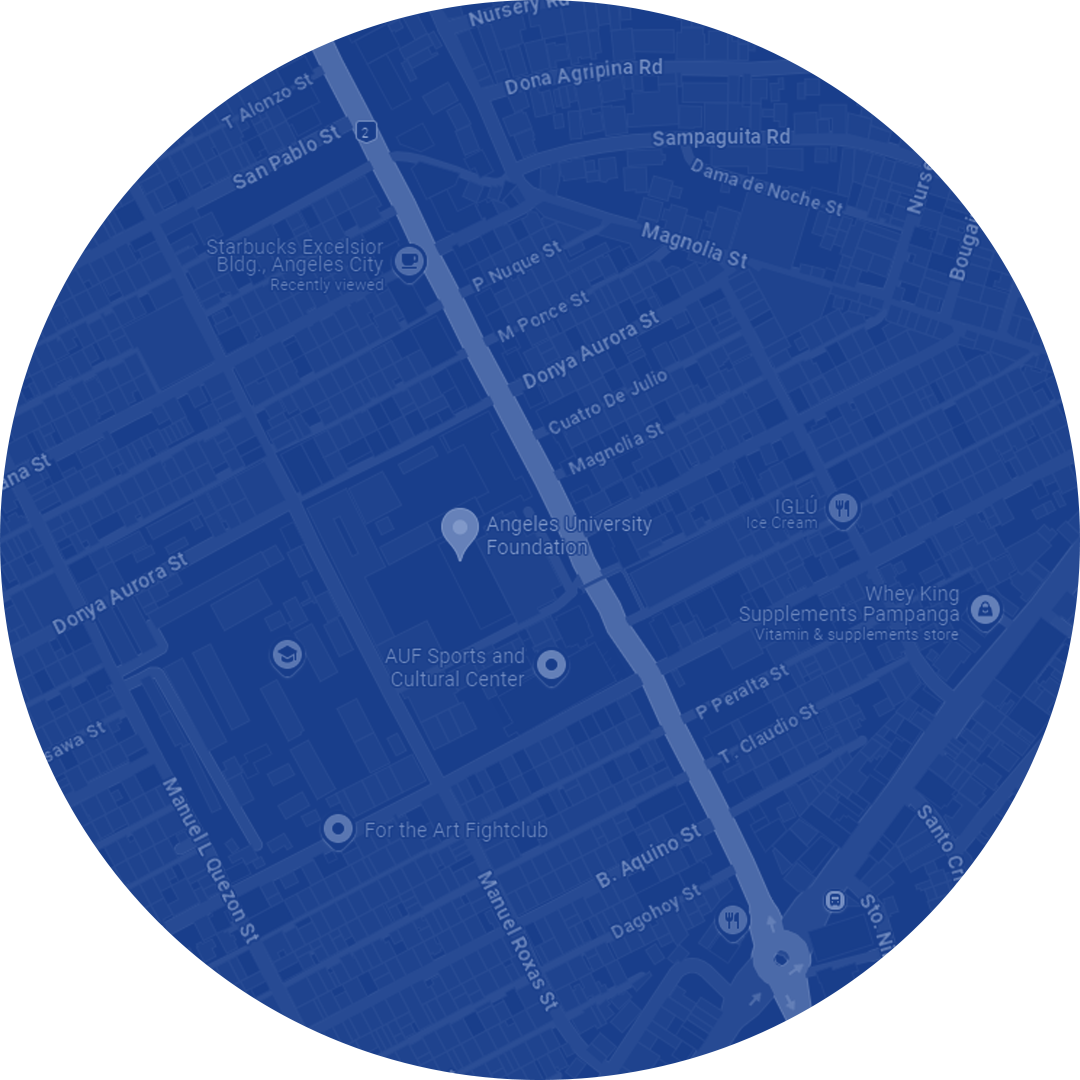 Nursery Rd
Dona Agripina Rd
T Alonzo St
2
San Pablo St
Sampaguita Rd
Dama de Noche St
Magnolia St
Starbucks Excelsior
Bldg., Angeles City
Recently viewed
P Nuque St
M Ponce St
Donya Aurora St
Cuatro De Julio
Magnolia St
IGLÚ
Ice Cream
Angeles University
Foundation
Donya Aurora St
Whey King
Supplements Pampanga
Vitamin & supplements store
AUF Sports and
Cultural Center
P Peralta St
T. Claudio St
Manuel L Quezon St
For the Art Fightclub
B. Aquino St
Manuel Roxas St
Dagohoy St
Santo Cr
Sto. Ni